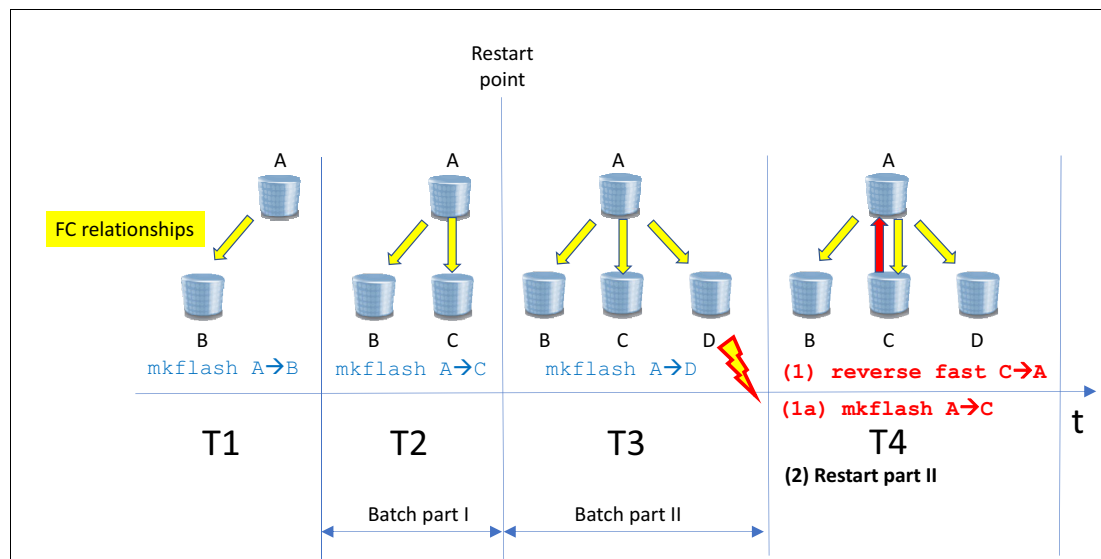 Restart
point
A
A
A
A
FC relationships
B
B
C
B
C
D
B
C
D
mkflash A→B
mkflash A→C
mkflash A→D
(1) reverse fast C→A
(1a) mkflash A→C
t
T1
T2
T3
T4
(2) Restart part II
Batch part I
Batch part II